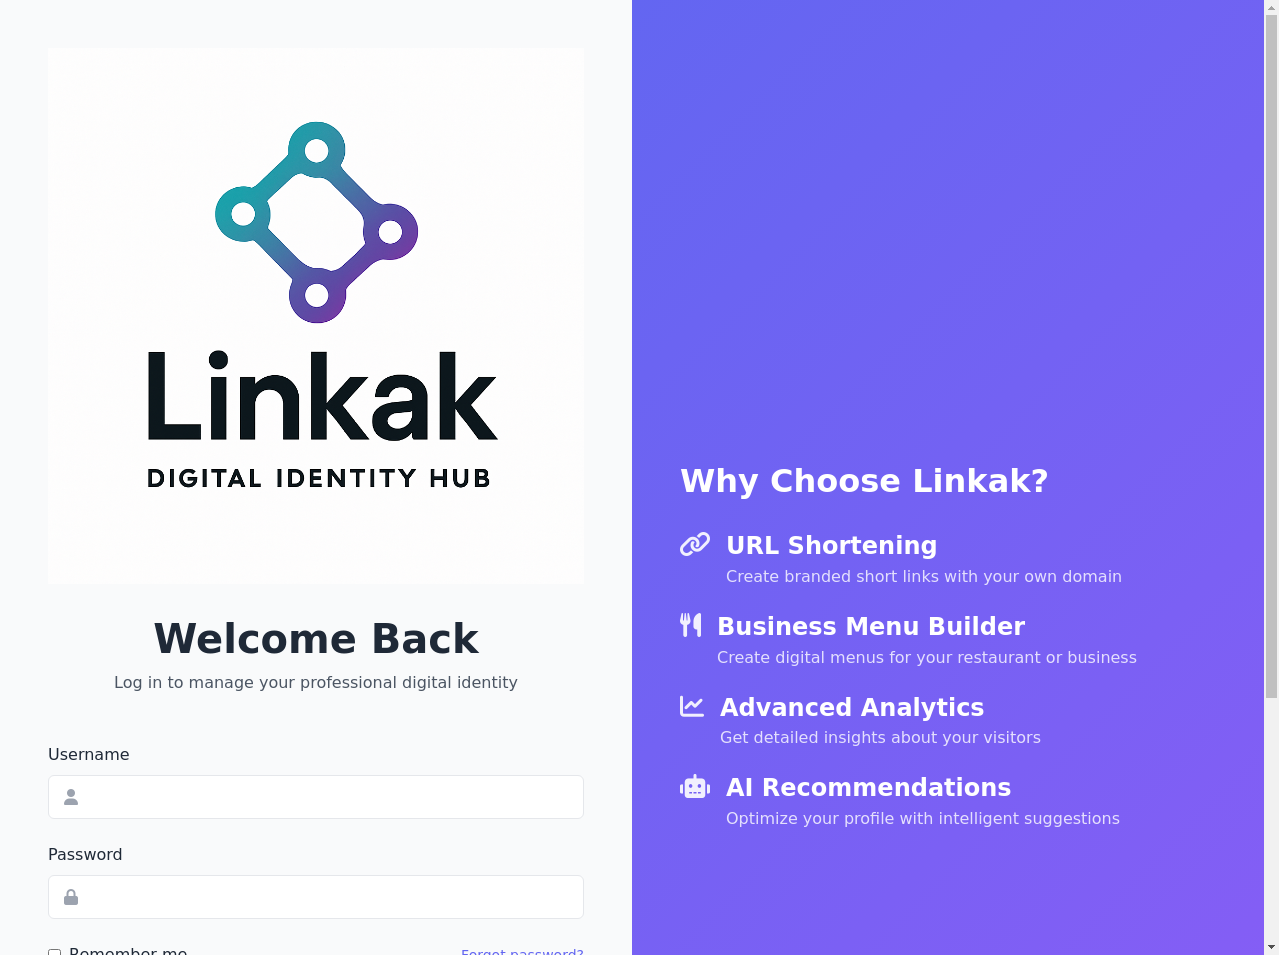 Linkak
DIGITAL IDENTITY HUB
Welcome Back
Log in to manage your professional digital identity
Username
Password
Remember me
Forgot password?
Why Choose Linkak?
URL Shortening
Create branded short links with your own domain
Business Menu Builder
Create digital menus for your restaurant or business
Advanced Analytics
Get detailed insights about your visitors
AI Recommendations
Optimize your profile with intelligent suggestions